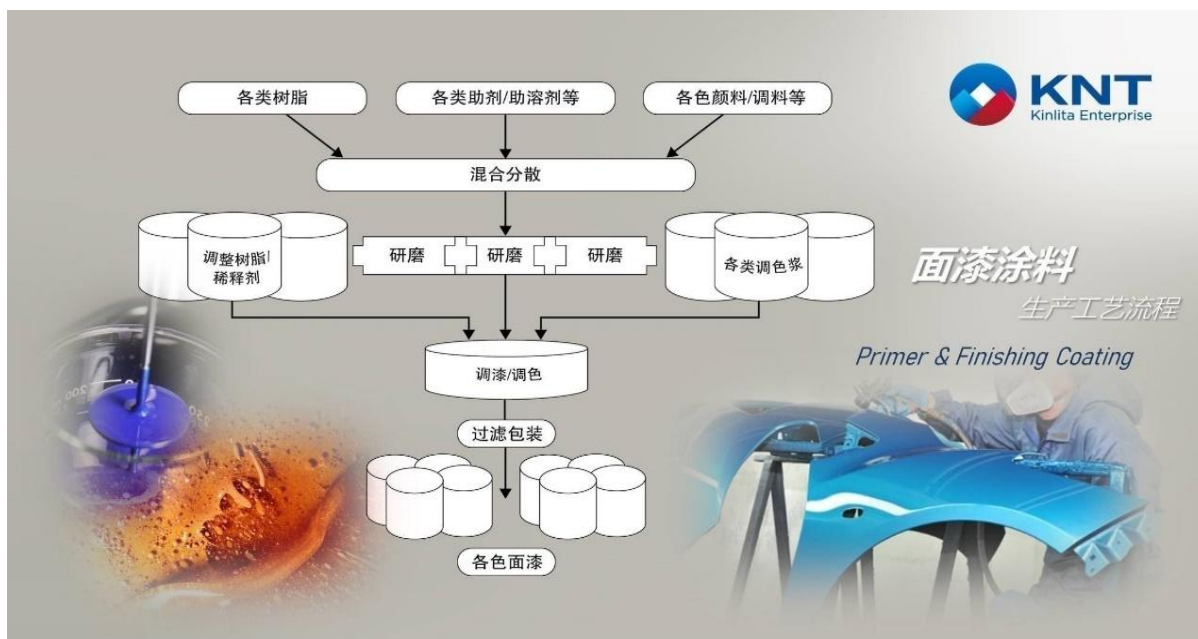 KNT
Kinlita Enterprise
各类树脂
各类助剂/助溶剂等
各色颜料/调料等
混合分散
调整树脂/
稀释剂
研磨
研磨
研磨
各类调色浆
面漆涂料
生产工艺流程
Primer & Finishing Coating
调漆/调色
过滤包装
各色面漆
200
250